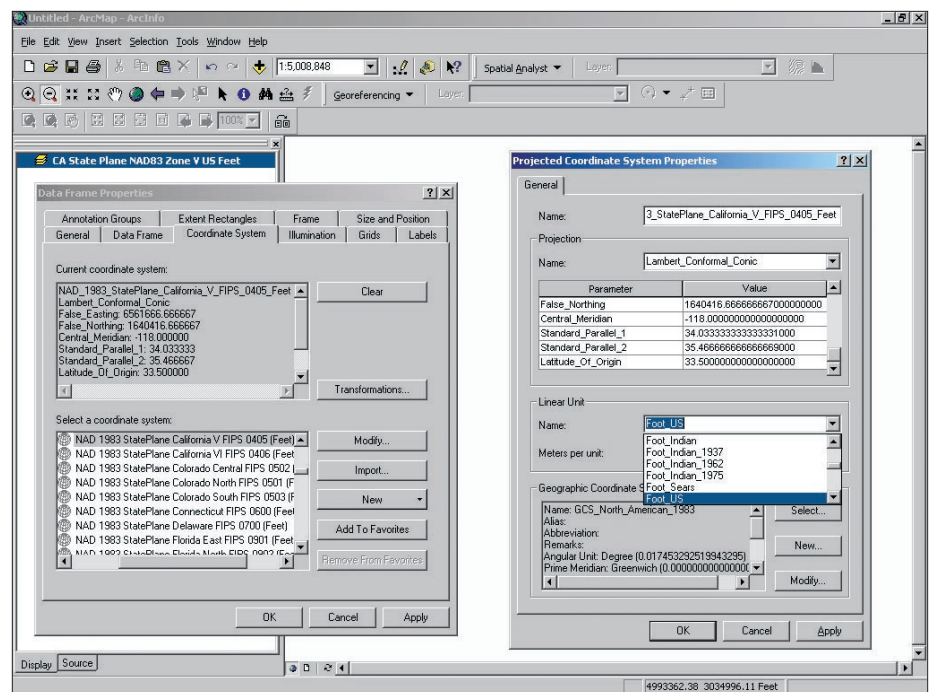 Untitled - ArcMap - ArcInfo
File Edit View Insert Selection Tools Window Help
1:5,008,848
Spatial Analyst
Layer:
Georeferencing
Layer:
100%
CA State Plane NAD83 Zone V US Feet
Data Frame Properties
Annotation Groups Extent Rectangles Frame Size and Position
General Data Frame Coordinate System Illumination Grids Labels
Current coordinate system:
NAD_1983_StatePlane_California_V_FIPS_0405_Feet
Lambert_Conformal_Conic
False_Easting: 6561666.666667
False_Northing: 1640416.666667
Central_Meridian: -118.000000
Standard_Parallel_1: 34.033333
Standard_Parallel_2: 35.466667
Latitude_Of_Origin: 33.500000
Clear
Transformations...
Select a coordinate system:
NAD 1983 StatePlane California V FIPS 0405 (Feet)
NAD 1983 StatePlane California VI FIPS 0406 (Feet
NAD 1983 StatePlane Colorado Central FIPS 0502 (
NAD 1983 StatePlane Colorado North FIPS 0501 (F
NAD 1983 StatePlane Colorado South FIPS 0503 (F
NAD 1983 StatePlane Connecticut FIPS 0600 (Feet)
NAD 1983 StatePlane Delaware FIPS 0700 (Feet)
NAD 1983 StatePlane Florida East FIPS 0901 (Feet
NAD 1983 StatePlane Florida North FIPS 0903 (Fee
Modify...
Import...
New
Add To Favorites
Remove From Favorites
OK Cancel Apply
Projected Coordinate System Properties
General
Name: 3_StatePlane_California_V_FIPS_0405_Feet
Projection
Name: Lambert_Conformal_Conic
Parameter Value
False_Northing 1640416.666666667000000000
Central_Meridian -118.000000000000000000
Standard_Parallel_1 34.033333333333331000
Standard_Parallel_2 35.466666666666669000
Latitude_Of_Origin 33.500000000000000000
Linear Unit
Name: Foot_US
Meters per unit:
Foot_Indian
Foot_Indian_1937
Foot_Indian_1962
Foot_Indian_1975
Foot_Sears
Foot_US
Geographic Coordinate S
Name: GCS_North_American_1983
Alias:
Abbreviation:
Remarks:
Angular Unit: Degree (0.017453292519943295)
Prime Meridian: Greenwich (0.00000000000000
Select...
New...
Modify...
OK Cancel Apply
Display Source
4993362.38 3034996.11 Feet